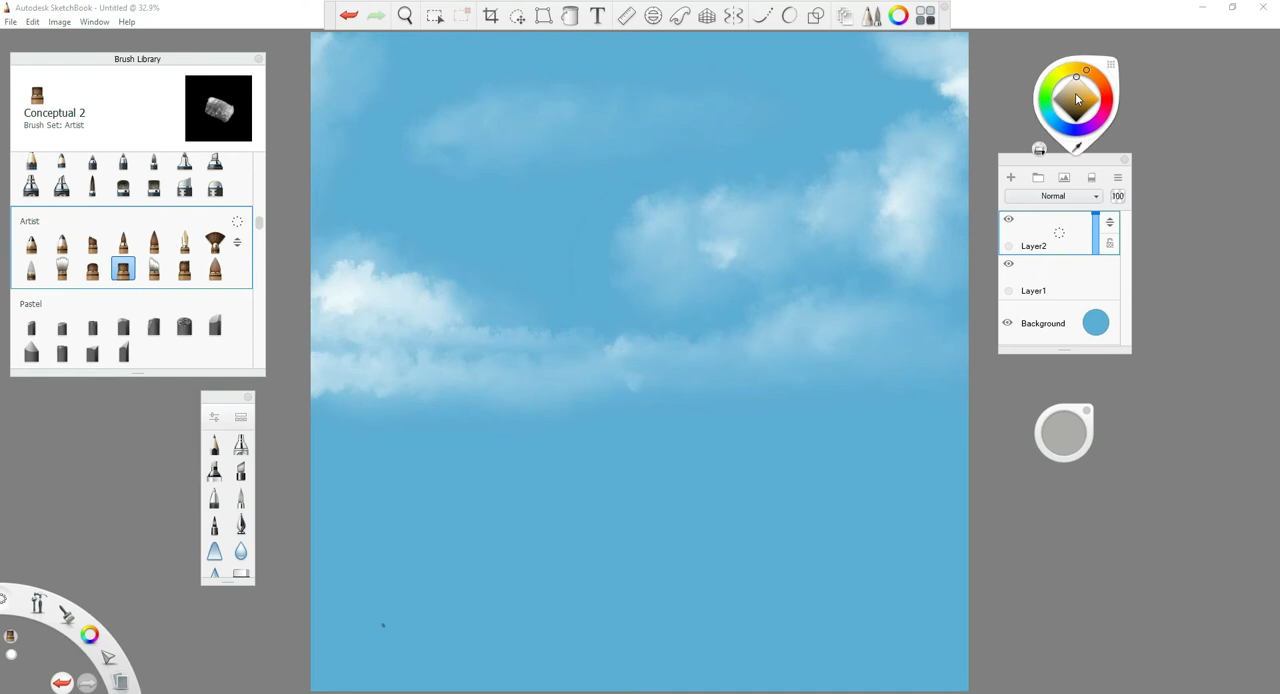 Autodesk SketchBook - Untitled @ 32.9%
File Edit Image Window Help
T
Brush Library
Conceptual 2
Brush Set: Artist
Artist
Pastel
Normal
100
Layer2
Layer1
Background